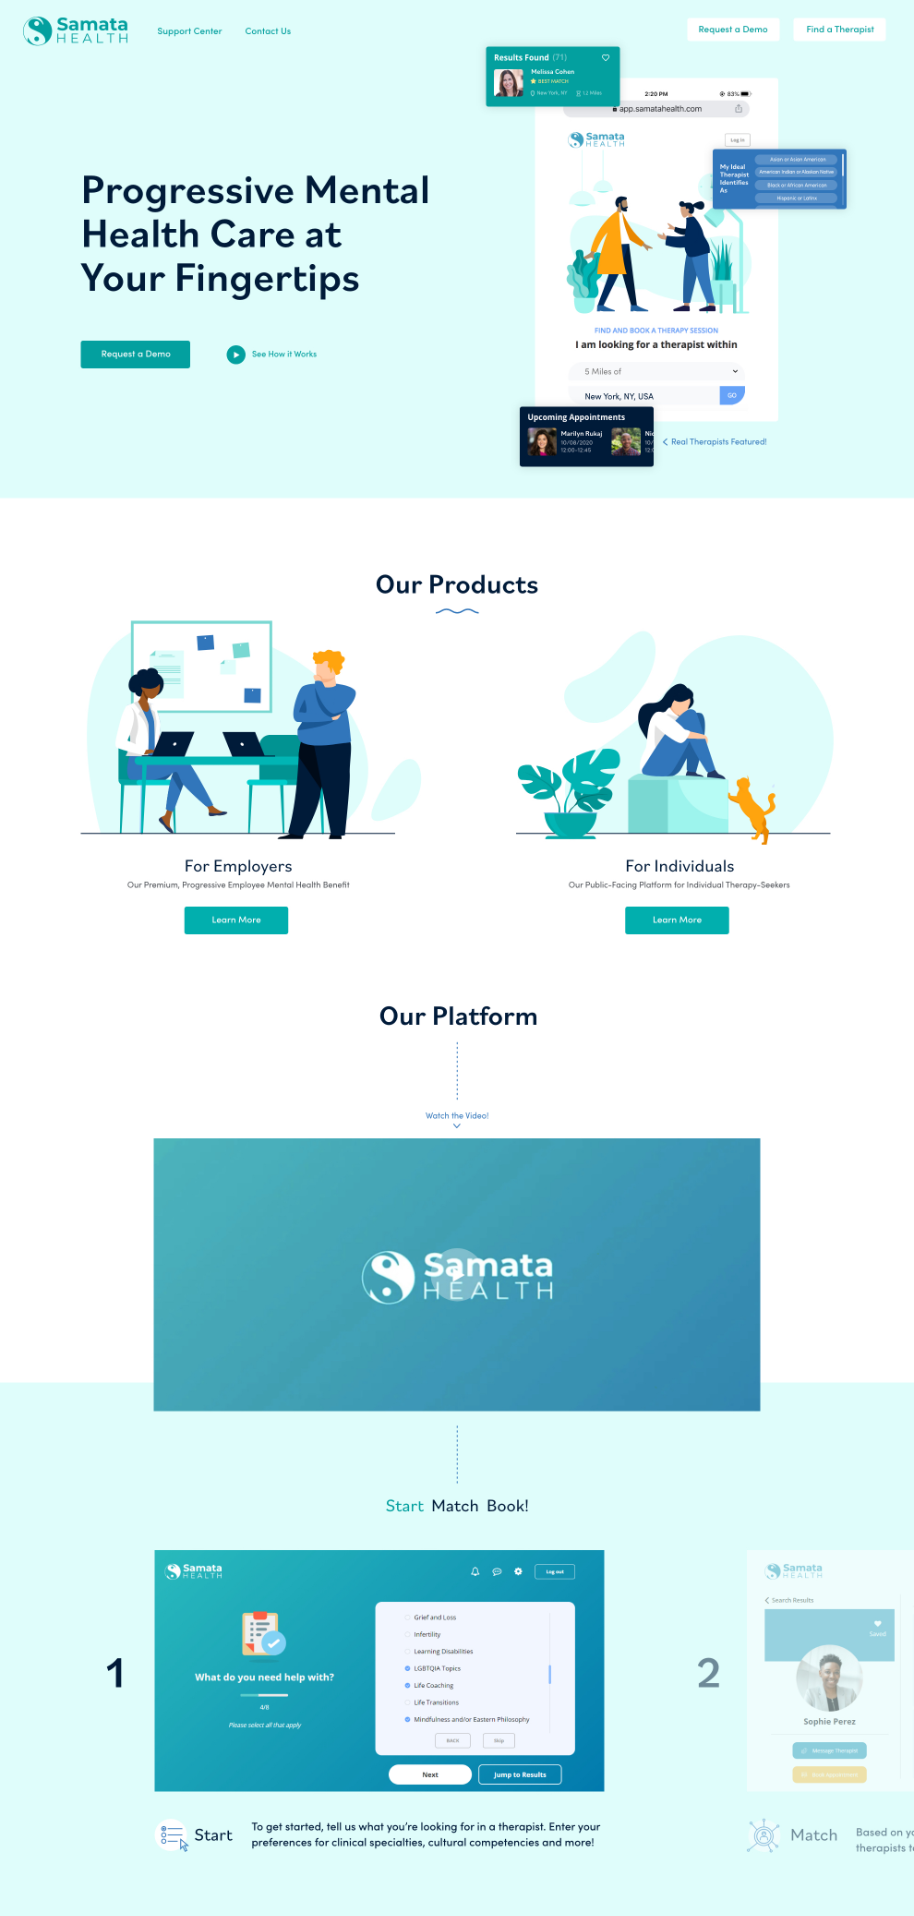 Samata
HEALTH
Support Center
Contact Us
Request a Demo
Find a Therapist
Results Found (71)
Melissa Cohen
BEST MATCH
New York, NY
1.2 Miles
2:20 PM
83%
app.samatahealth.com
Samata
HEALTH
Log In
My Ideal
Therapist
Identifies
As
Asian or Asian American
American Indian or Alaskan Native
Black or African American
Hispanic or Latinx
Progressive Mental
Health Care at
Your Fingertips
Request a Demo
See How it Works
FIND AND BOOK A THERAPY SESSION
I am looking for a therapist within
5 Miles of
New York, NY, USA
GO
Upcoming Appointments
Marilyn Rukaj
10/08/2020
12:00-12:45
Nic
10/
12:0
Real Therapists Featured!
Our Products
For Employers
Our Premium, Progressive Employee Mental Health Benefit
Learn More
For Individuals
Our Public-Facing Platform for Individual Therapy-Seekers
Learn More
Our Platform
Watch the Video!
Samata
HEALTH
Start Match Book!
1
Samata
HEALTH
Log out
What do you need help with?
4/8
Please select all that apply
Grief and Loss
Infertility
Learning Disabilities
LGBTQIA Topics
Life Coaching
Life Transitions
Mindfulness and/or Eastern Philosophy
BACK
Skip
Next
Jump to Results
Start
To get started, tell us what you're looking for in a therapist. Enter your
preferences for clinical specialties, cultural competencies and more!
2
Samata
HEALTH
Search Results
Saved
Sophie Perez
Message Therapist
Book Appointment
Match
Based on yo
therapists to